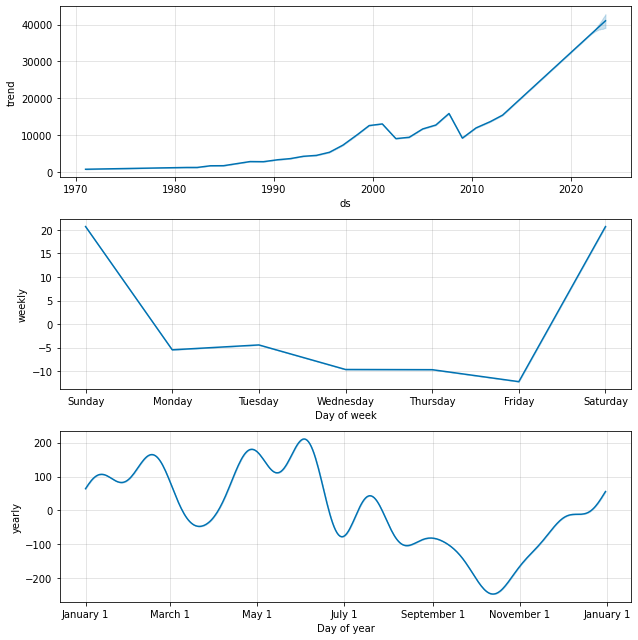 40000
30000
20000
10000
0
trend
1970 1980 1990 2000 2010 2020
ds
20
15
10
5
0
−5
−10
weekly
Sunday Monday Tuesday Wednesday Thursday Friday Saturday
Day of week
200
100
0
−100
−200
yearly
January 1 March 1 May 1 July 1 September 1 November 1 January 1
Day of year